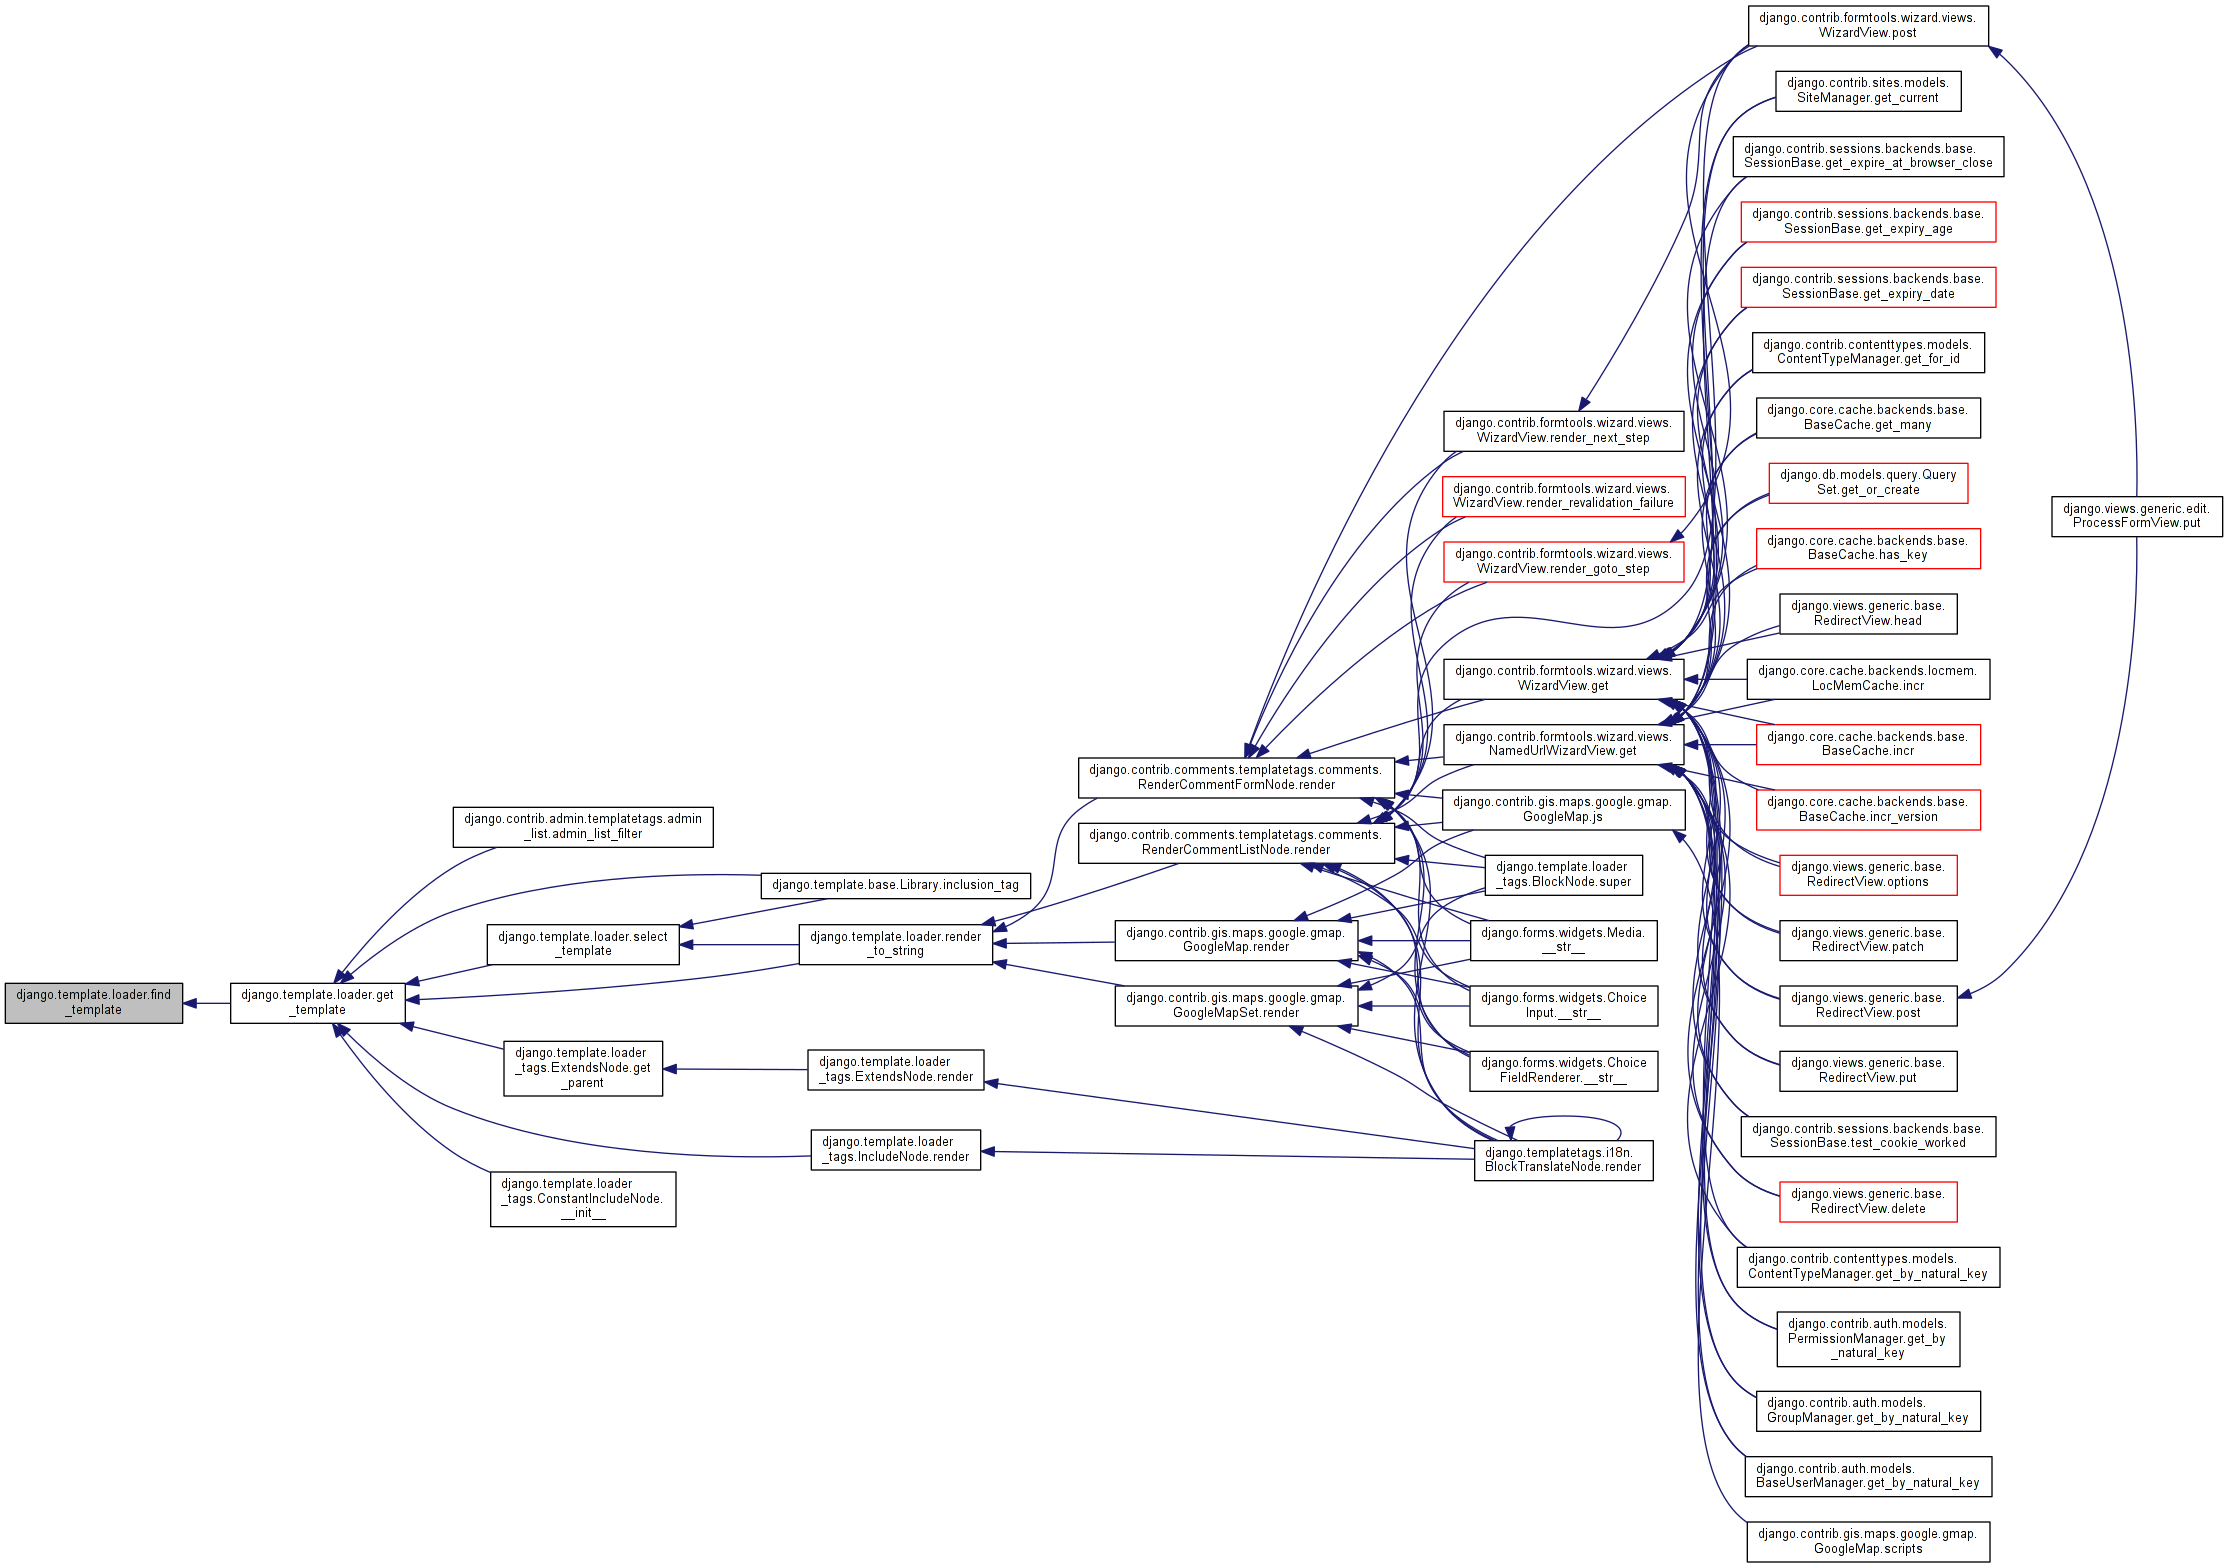 django.template.loader.find
_template
django.template.loader.get
_template
django.contrib.admin.templatetags.admin
_list.admin_list_filter
django.template.base.Library.inclusion_tag
django.template.loader.select
_template
django.template.loader.render
_to_string
django.template.loader
_tags.ExtendsNode.get
_parent
django.template.loader
_tags.ExtendsNode.render
django.template.loader
_tags.IncludeNode.render
django.template.loader
_tags.ConstantIncludeNode.
__init__
django.contrib.comments.templatetags.comments.
RenderCommentFormNode.render
django.contrib.comments.templatetags.comments.
RenderCommentListNode.render
django.contrib.gis.maps.google.gmap.
GoogleMap.render
django.contrib.gis.maps.google.gmap.
GoogleMapSet.render
django.contrib.formtools.wizard.views.
WizardView.render_next_step
django.contrib.formtools.wizard.views.
WizardView.render_revalidation_failure
django.contrib.formtools.wizard.views.
WizardView.render_goto_step
django.contrib.formtools.wizard.views.
WizardView.get
django.contrib.formtools.wizard.views.
NamedUrlWizardView.get
django.contrib.gis.maps.google.gmap.
GoogleMap.js
django.template.loader
_tags.BlockNode.super
django.forms.widgets.Media.
__str__
django.forms.widgets.Choice
Input.__str__
django.forms.widgets.Choice
FieldRenderer.__str__
django.templatetags.i18n.
BlockTranslateNode.render
django.contrib.formtools.wizard.views.
WizardView.post
django.contrib.sites.models.
SiteManager.get_current
django.contrib.sessions.backends.base.
SessionBase.get_expire_at_browser_close
django.contrib.sessions.backends.base.
SessionBase.get_expiry_age
django.contrib.sessions.backends.base.
SessionBase.get_expiry_date
django.contrib.contenttypes.models.
ContentTypeManager.get_for_id
django.core.cache.backends.base.
BaseCache.get_many
django.db.models.query.Query
Set.get_or_create
django.core.cache.backends.base.
BaseCache.has_key
django.views.generic.base.
RedirectView.head
django.core.cache.backends.locmem.
LocMemCache.incr
django.core.cache.backends.base.
BaseCache.incr
django.core.cache.backends.base.
BaseCache.incr_version
django.views.generic.base.
RedirectView.options
django.views.generic.base.
RedirectView.patch
django.views.generic.base.
RedirectView.post
django.views.generic.base.
RedirectView.put
django.contrib.sessions.backends.base.
SessionBase.test_cookie_worked
django.views.generic.base.
RedirectView.delete
django.contrib.contenttypes.models.
ContentTypeManager.get_by_natural_key
django.contrib.auth.models.
PermissionManager.get_by
_natural_key
django.contrib.auth.models.
GroupManager.get_by_natural_key
django.contrib.auth.models.
BaseUserManager.get_by_natural_key
django.contrib.gis.maps.google.gmap.
GoogleMap.scripts
django.views.generic.edit.
ProcessFormView.put